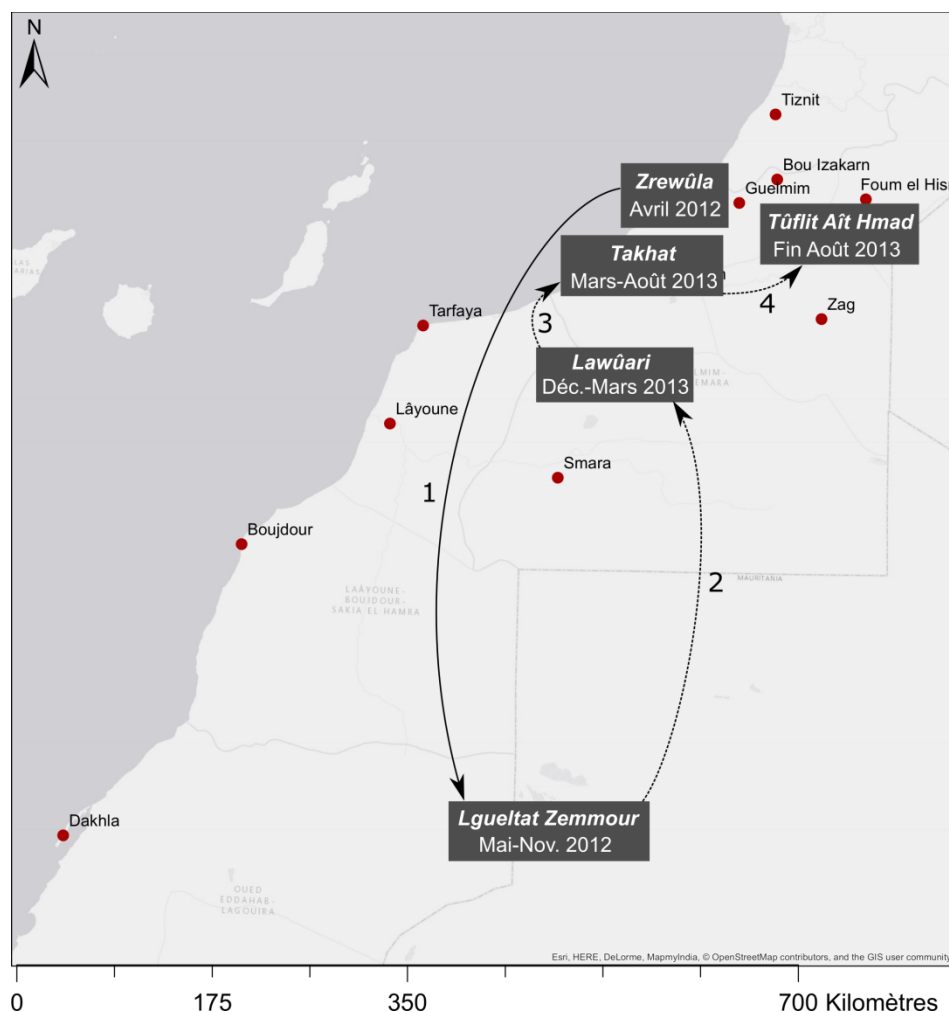 N
Tiznit
Bou Izakarn
Guelmim
Foum el Hisn
Zrewûla
Avril 2012
Tûflit Aît Hmad
Fin Août 2013
Takhat
Mars-Août 2013
4
3
Zag
Tarfaya
Lawûari
Déc.-Mars 2013
Lâyoune
Smara
1
Boujdour
2
MAURITANIA
LAÂYOUNE-
BOUJDOUR-
SAKIA EL HAMRA
Lgueltat Zemmour
Mai-Nov. 2012
Dakhla
OUED
EDDAHAB-
LAGOUIRA
Esri, HERE, DeLorme, MapmyIndia, © OpenStreetMap contributors, and the GIS user community
0 175 350 700 Kilomètres